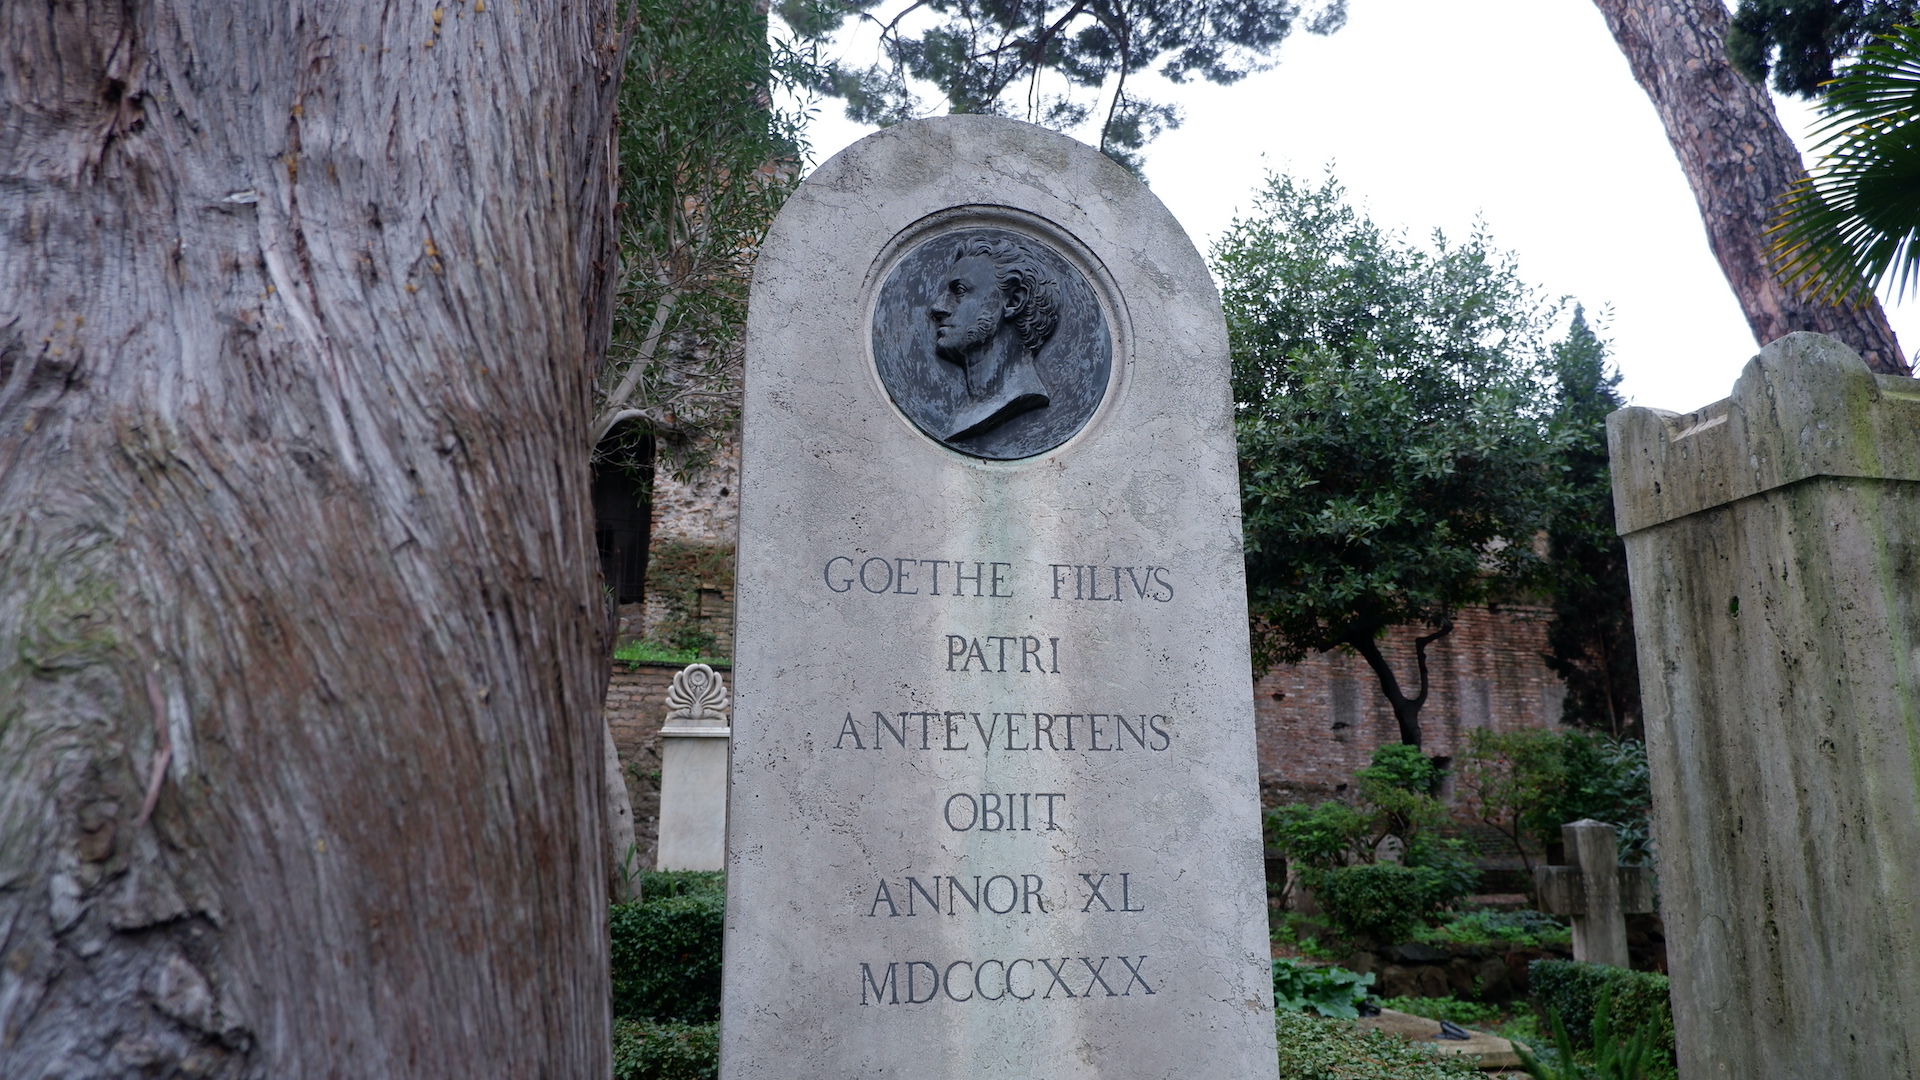 GOETHE FILIVS
PATRI
ANTEVERTENS
OBIIT
ANNOR XL
MDCCCXXX